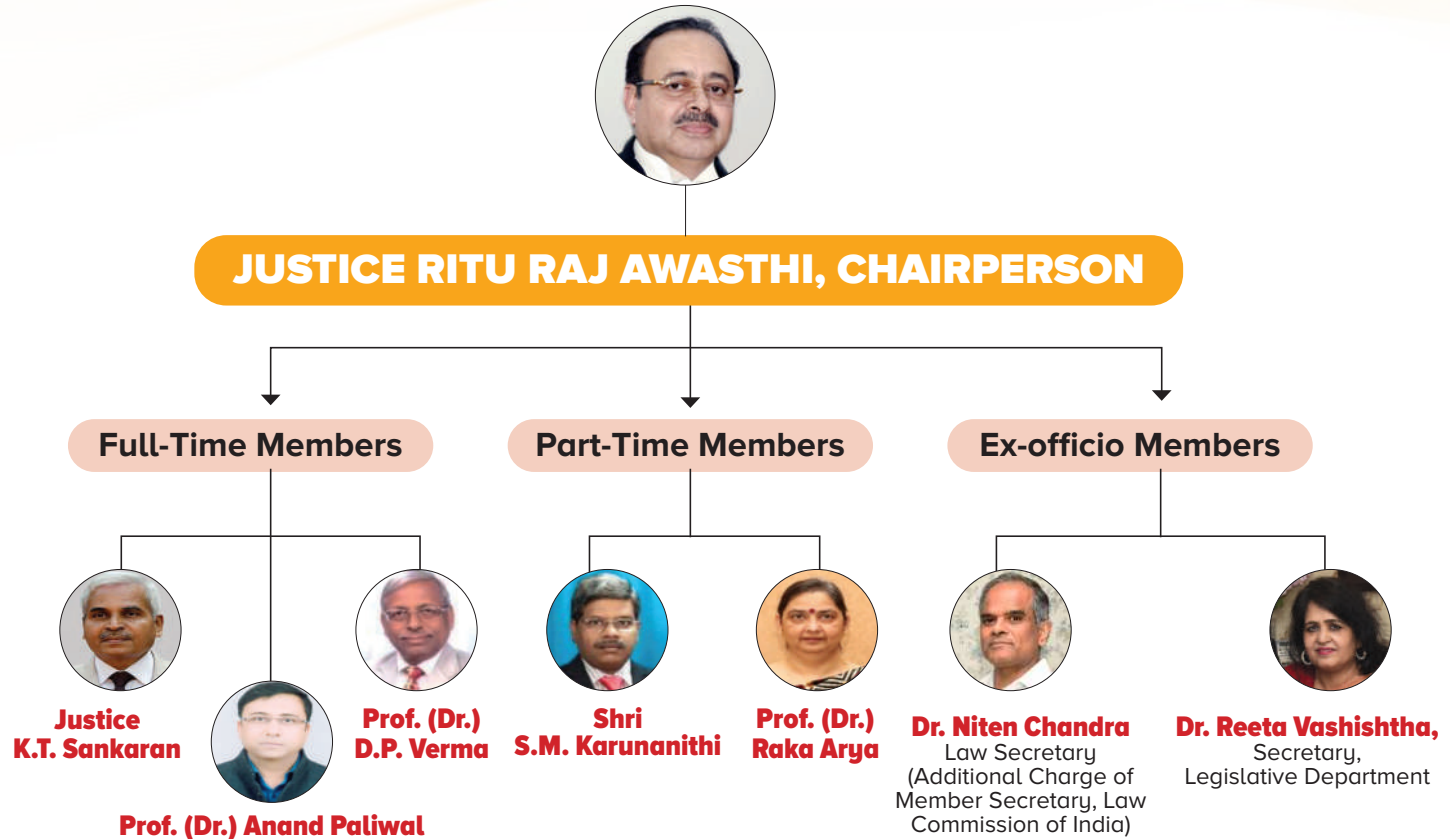 JUSTICE RITU RAJ AWASTHI, CHAIRPERSON
Full-Time Members
Part-Time Members
Ex-officio Members
Justice
K.T. Sankaran
Prof. (Dr.) Anand Paliwal
Prof. (Dr.)
D.P. Verma
Shri
S.M. Karunanithi
Prof. (Dr.)
Raka Arya
Dr. Niten Chandra
Law Secretary
(Additional Charge of
Member Secretary, Law
Commission of India)
Dr. Reeta Vashishtha,
Secretary,
Legislative Department